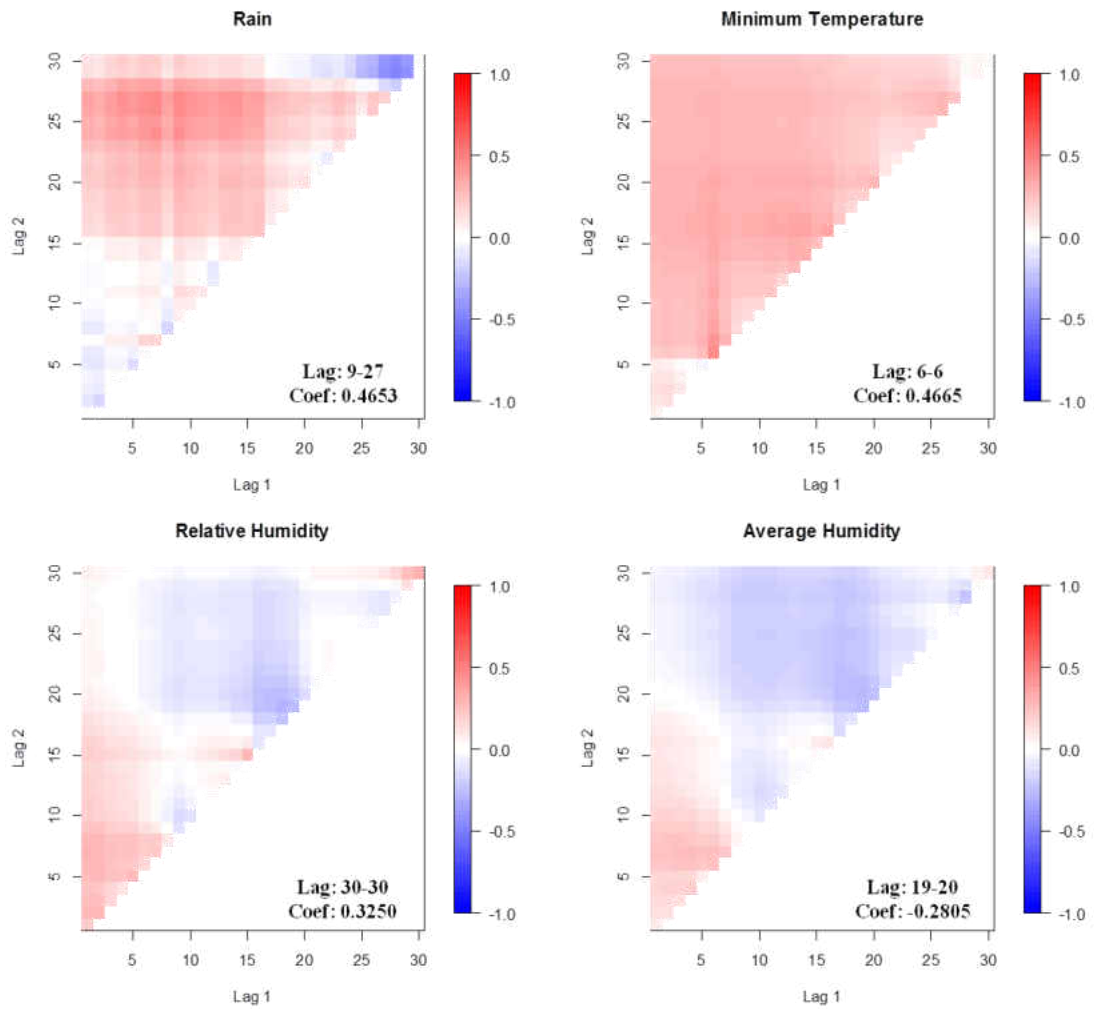 Rain
Minimum Temperature
Lag 2
30
25
20
15
10
5
1.0
0.5
0.0
-0.5
-1.0
Lag: 9-27
Coef: 0.4653
5 10 15 20 25 30
Lag 1
Lag 2
30
25
20
15
10
5
1.0
0.5
0.0
-0.5
-1.0
Lag: 6-6
Coef: 0.4665
5 10 15 20 25 30
Lag 1
Relative Humidity
Average Humidity
Lag 2
30
25
20
15
10
5
1.0
0.5
0.0
-0.5
-1.0
Lag: 30-30
Coef: 0.3250
5 10 15 20 25 30
Lag 1
Lag 2
30
25
20
15
10
5
1.0
0.5
0.0
-0.5
-1.0
Lag: 19-20
Coef: -0.2805
5 10 15 20 25 30
Lag 1